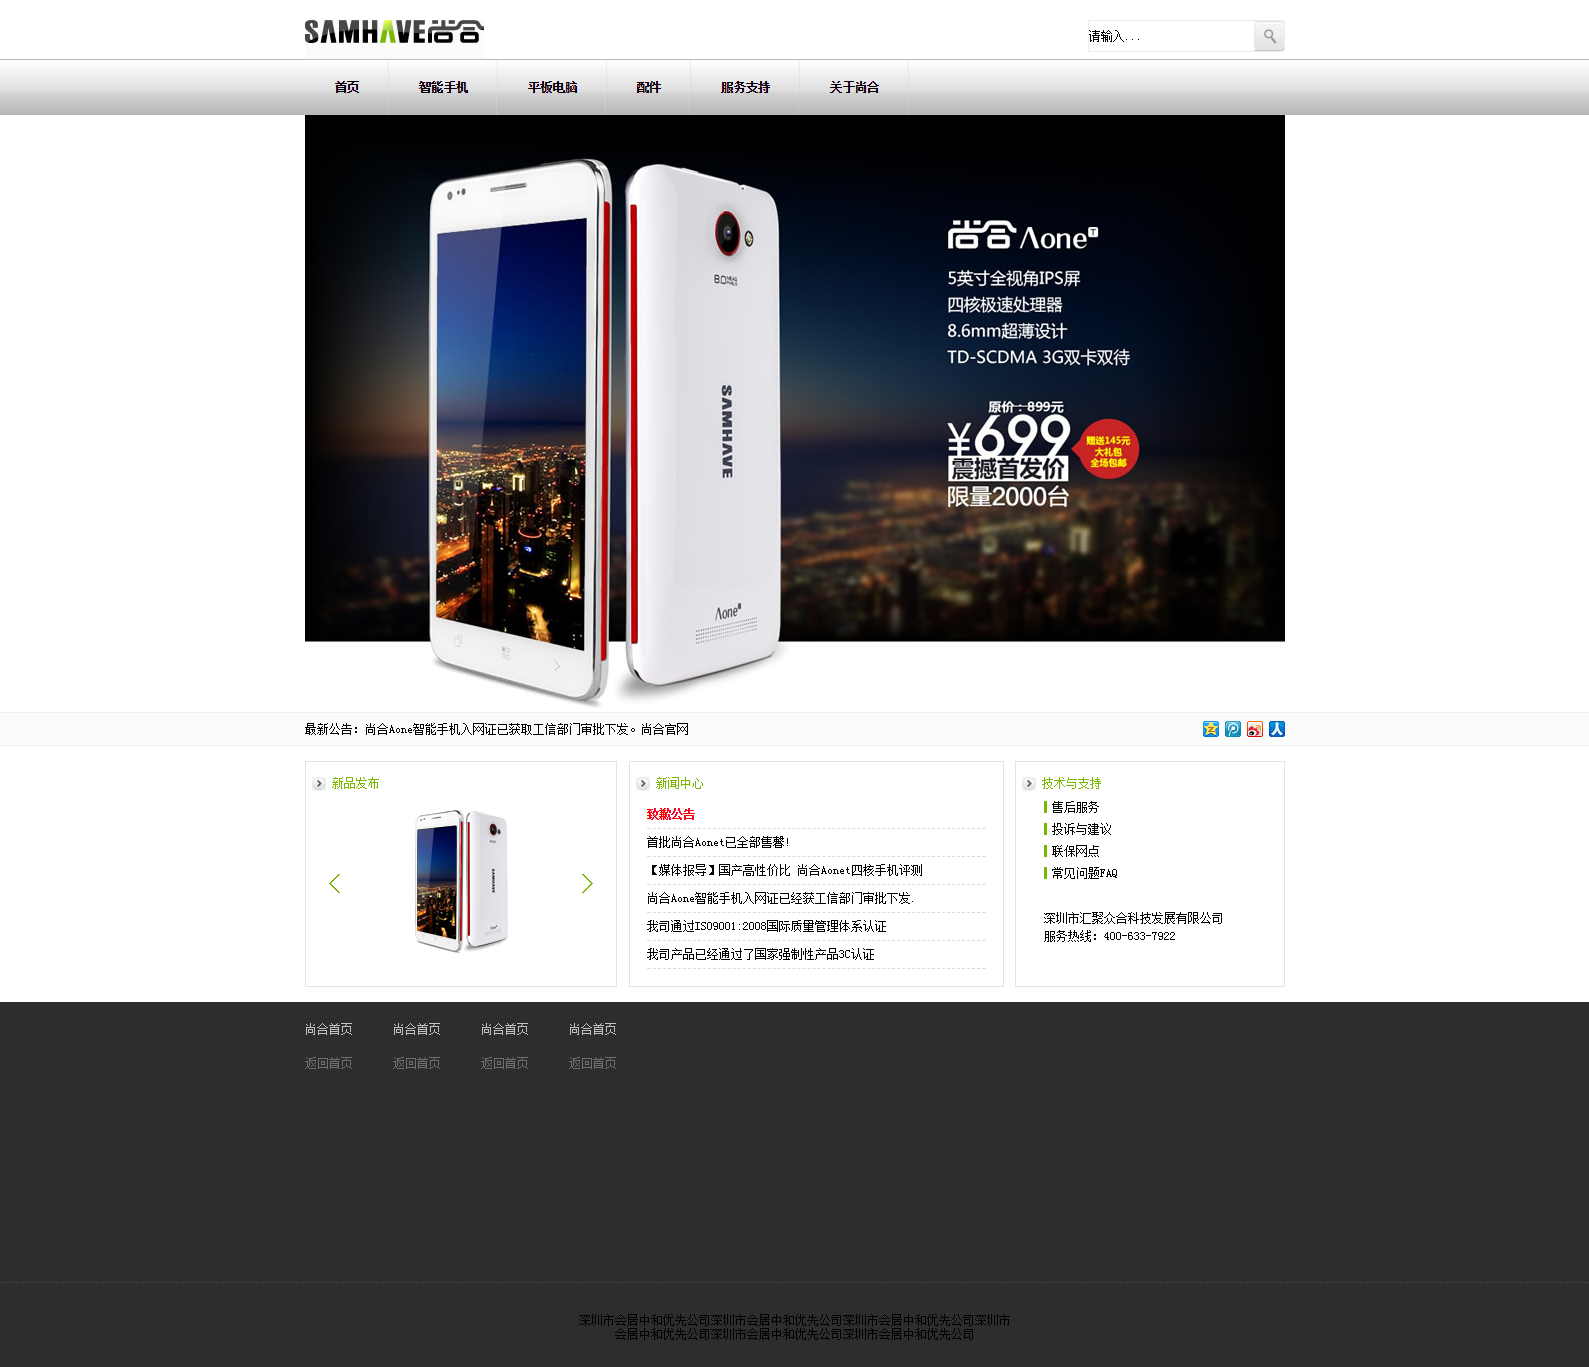 SAMHAVE尚合
请输入...
首页 智能手机 平板电脑 配件 服务支持 关于尚合
尚合Aone T
5英寸全视角IPS屏
四核极速处理器
8.6mm超薄设计
TD-SCDMA 3G双卡双待
原价:899元
¥699
赠送145元
大礼包
全场包邮
震撼首发价
限量2000台
8.0 MEGA PIXELS
SAMHAVE
Aone
最新公告：尚合Aone智能手机入网证已获取工信部门审批下发。尚合官网
新品发布
新闻中心
致歉公告
首批尚合Aonet已全部售罄!
【媒体报导】国产高性价比 尚合Aonet四核手机评测
尚合Aone智能手机入网证已经获工信部门审批下发.
我司通过ISO9001:2008国际质量管理体系认证
我司产品已经通过了国家强制性产品3C认证
技术与支持
售后服务
投诉与建议
联保网点
常见问题FAQ
深圳市汇聚众合科技发展有限公司
服务热线：400-633-7922
尚合首页 尚合首页 尚合首页 尚合首页
返回首页 返回首页 返回首页 返回首页
深圳市会居中和优先公司深圳市会居中和优先公司深圳市会居中和优先公司深圳市
会居中和优先公司深圳市会居中和优先公司深圳市会居中和优先公司